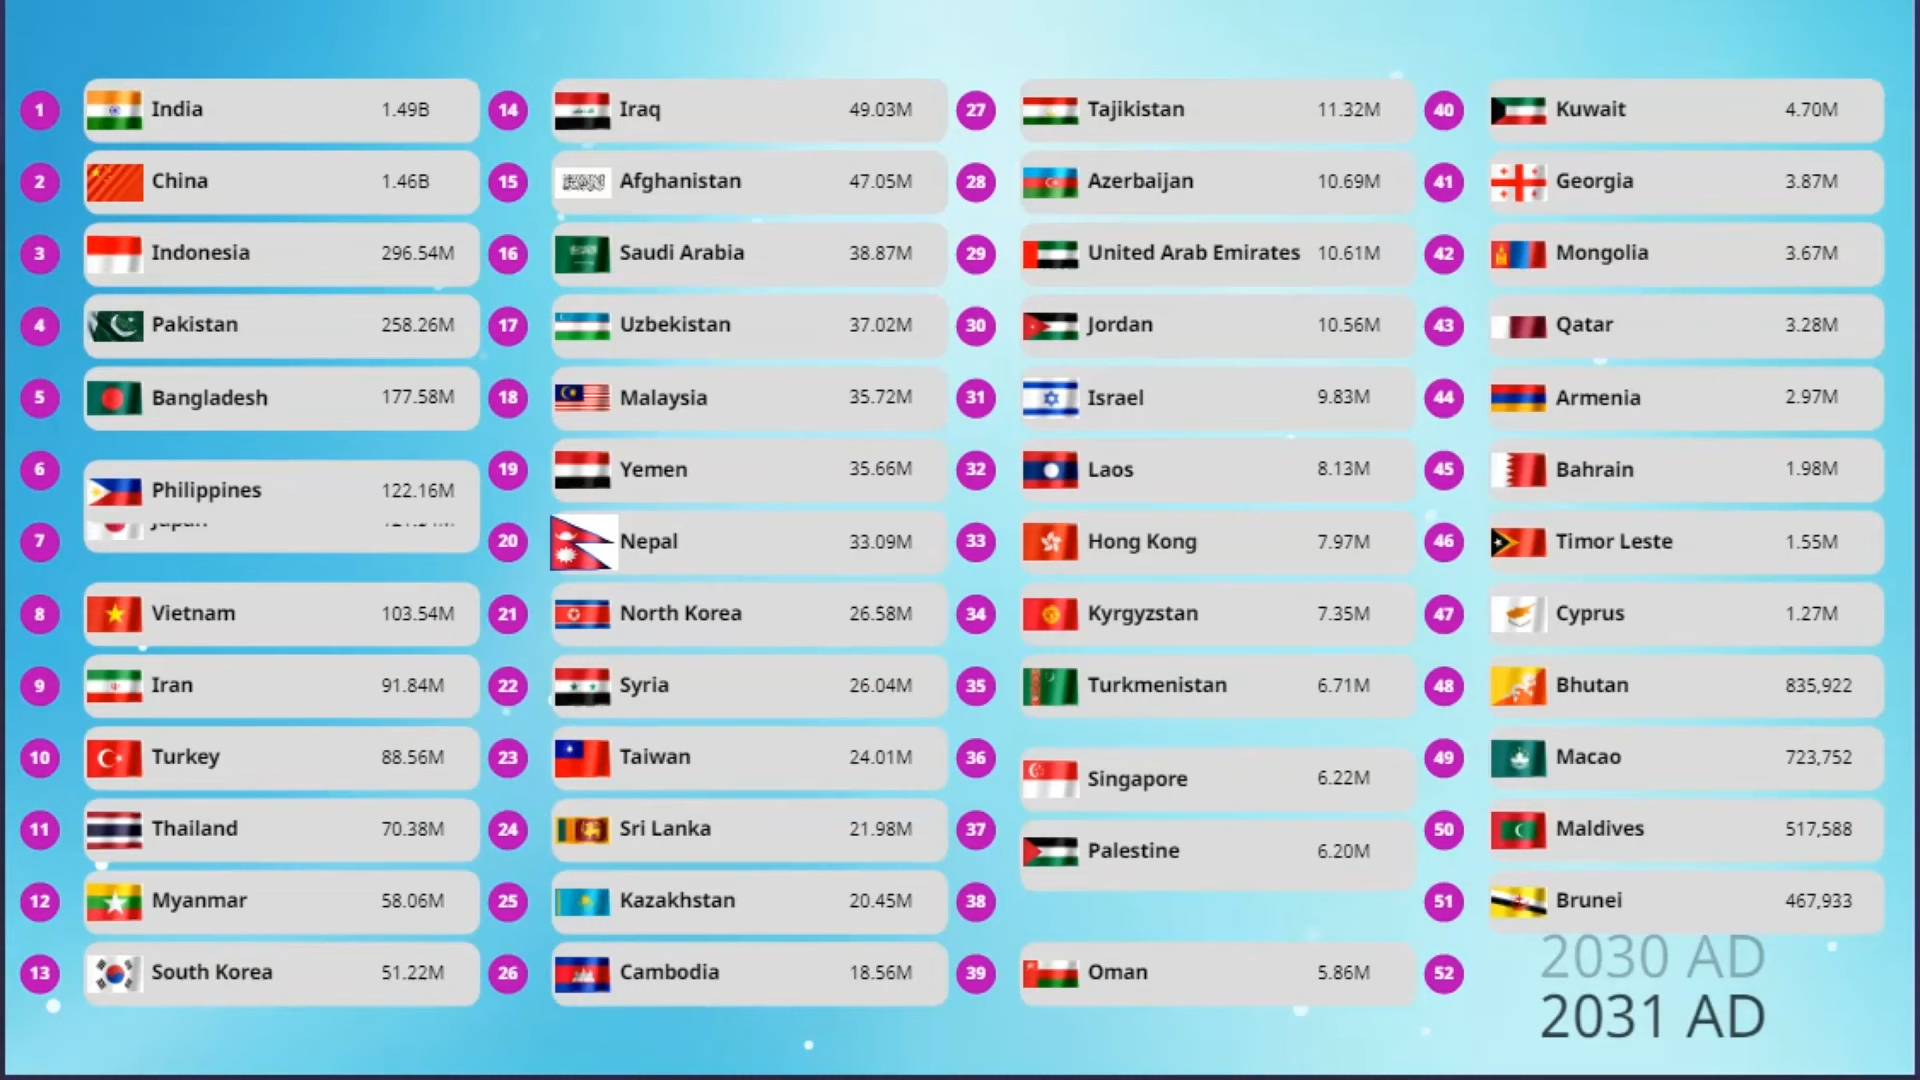 1 India 1.49B
2 China 1.46B
3 Indonesia 296.54M
4 Pakistan 258.26M
5 Bangladesh 177.58M
6
Philippines 122.16M
Japan
7
8 Vietnam 103.54M
9 Iran 91.84M
10 Turkey 88.56M
11 Thailand 70.38M
12 Myanmar 58.06M
13 South Korea 51.22M
14 Iraq 49.03M
15 Afghanistan 47.05M
16 Saudi Arabia 38.87M
17 Uzbekistan 37.02M
18 Malaysia 35.72M
19 Yemen 35.66M
20 Nepal 33.09M
21 North Korea 26.58M
22 Syria 26.04M
23 Taiwan 24.01M
24 Sri Lanka 21.98M
25 Kazakhstan 20.45M
26 Cambodia 18.56M
27 Tajikistan 11.32M
28 Azerbaijan 10.69M
29 United Arab Emirates 10.61M
30 Jordan 10.56M
31 Israel 9.83M
32 Laos 8.13M
33 Hong Kong 7.97M
34 Kyrgyzstan 7.35M
35 Turkmenistan 6.71M
36
Singapore 6.22M
37
Palestine 6.20M
38
39 Oman 5.86M
40 Kuwait 4.70M
41 Georgia 3.87M
42 Mongolia 3.67M
43 Qatar 3.28M
44 Armenia 2.97M
45 Bahrain 1.98M
46 Timor Leste 1.55M
47 Cyprus 1.27M
48 Bhutan 835,922
49 Macao 723,752
50 Maldives 517,588
51 Brunei 467,933
52
2030 AD
2031 AD